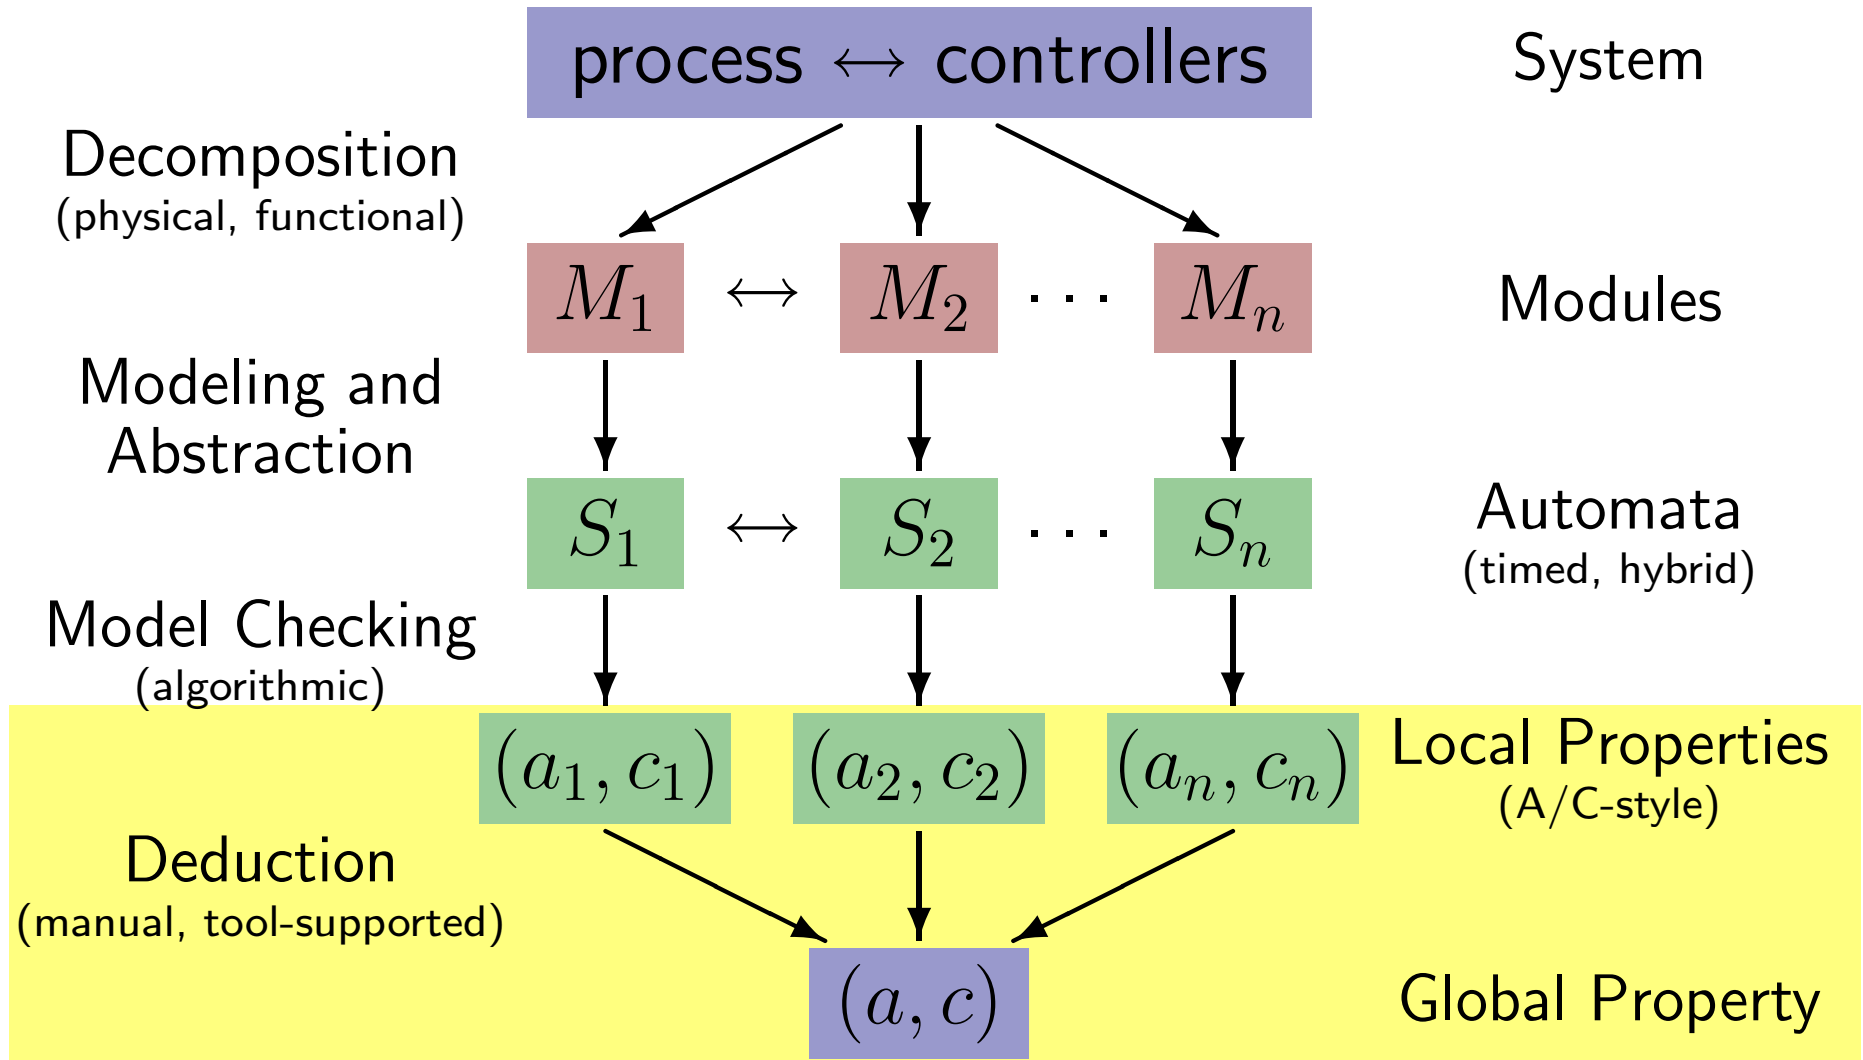 process ↔ controllers
System
Decomposition
(physical, functional)
M₁ ↔ M₂ ··· Mₙ
Modules
Modeling and
Abstraction
S₁ ↔ S₂ ··· Sₙ
Automata
(timed, hybrid)
Model Checking
(algorithmic)
(a₁, c₁) (a₂, c₂) (aₙ, cₙ)
Local Properties
(A/C-style)
Deduction
(manual, tool-supported)
(a, c)
Global Property